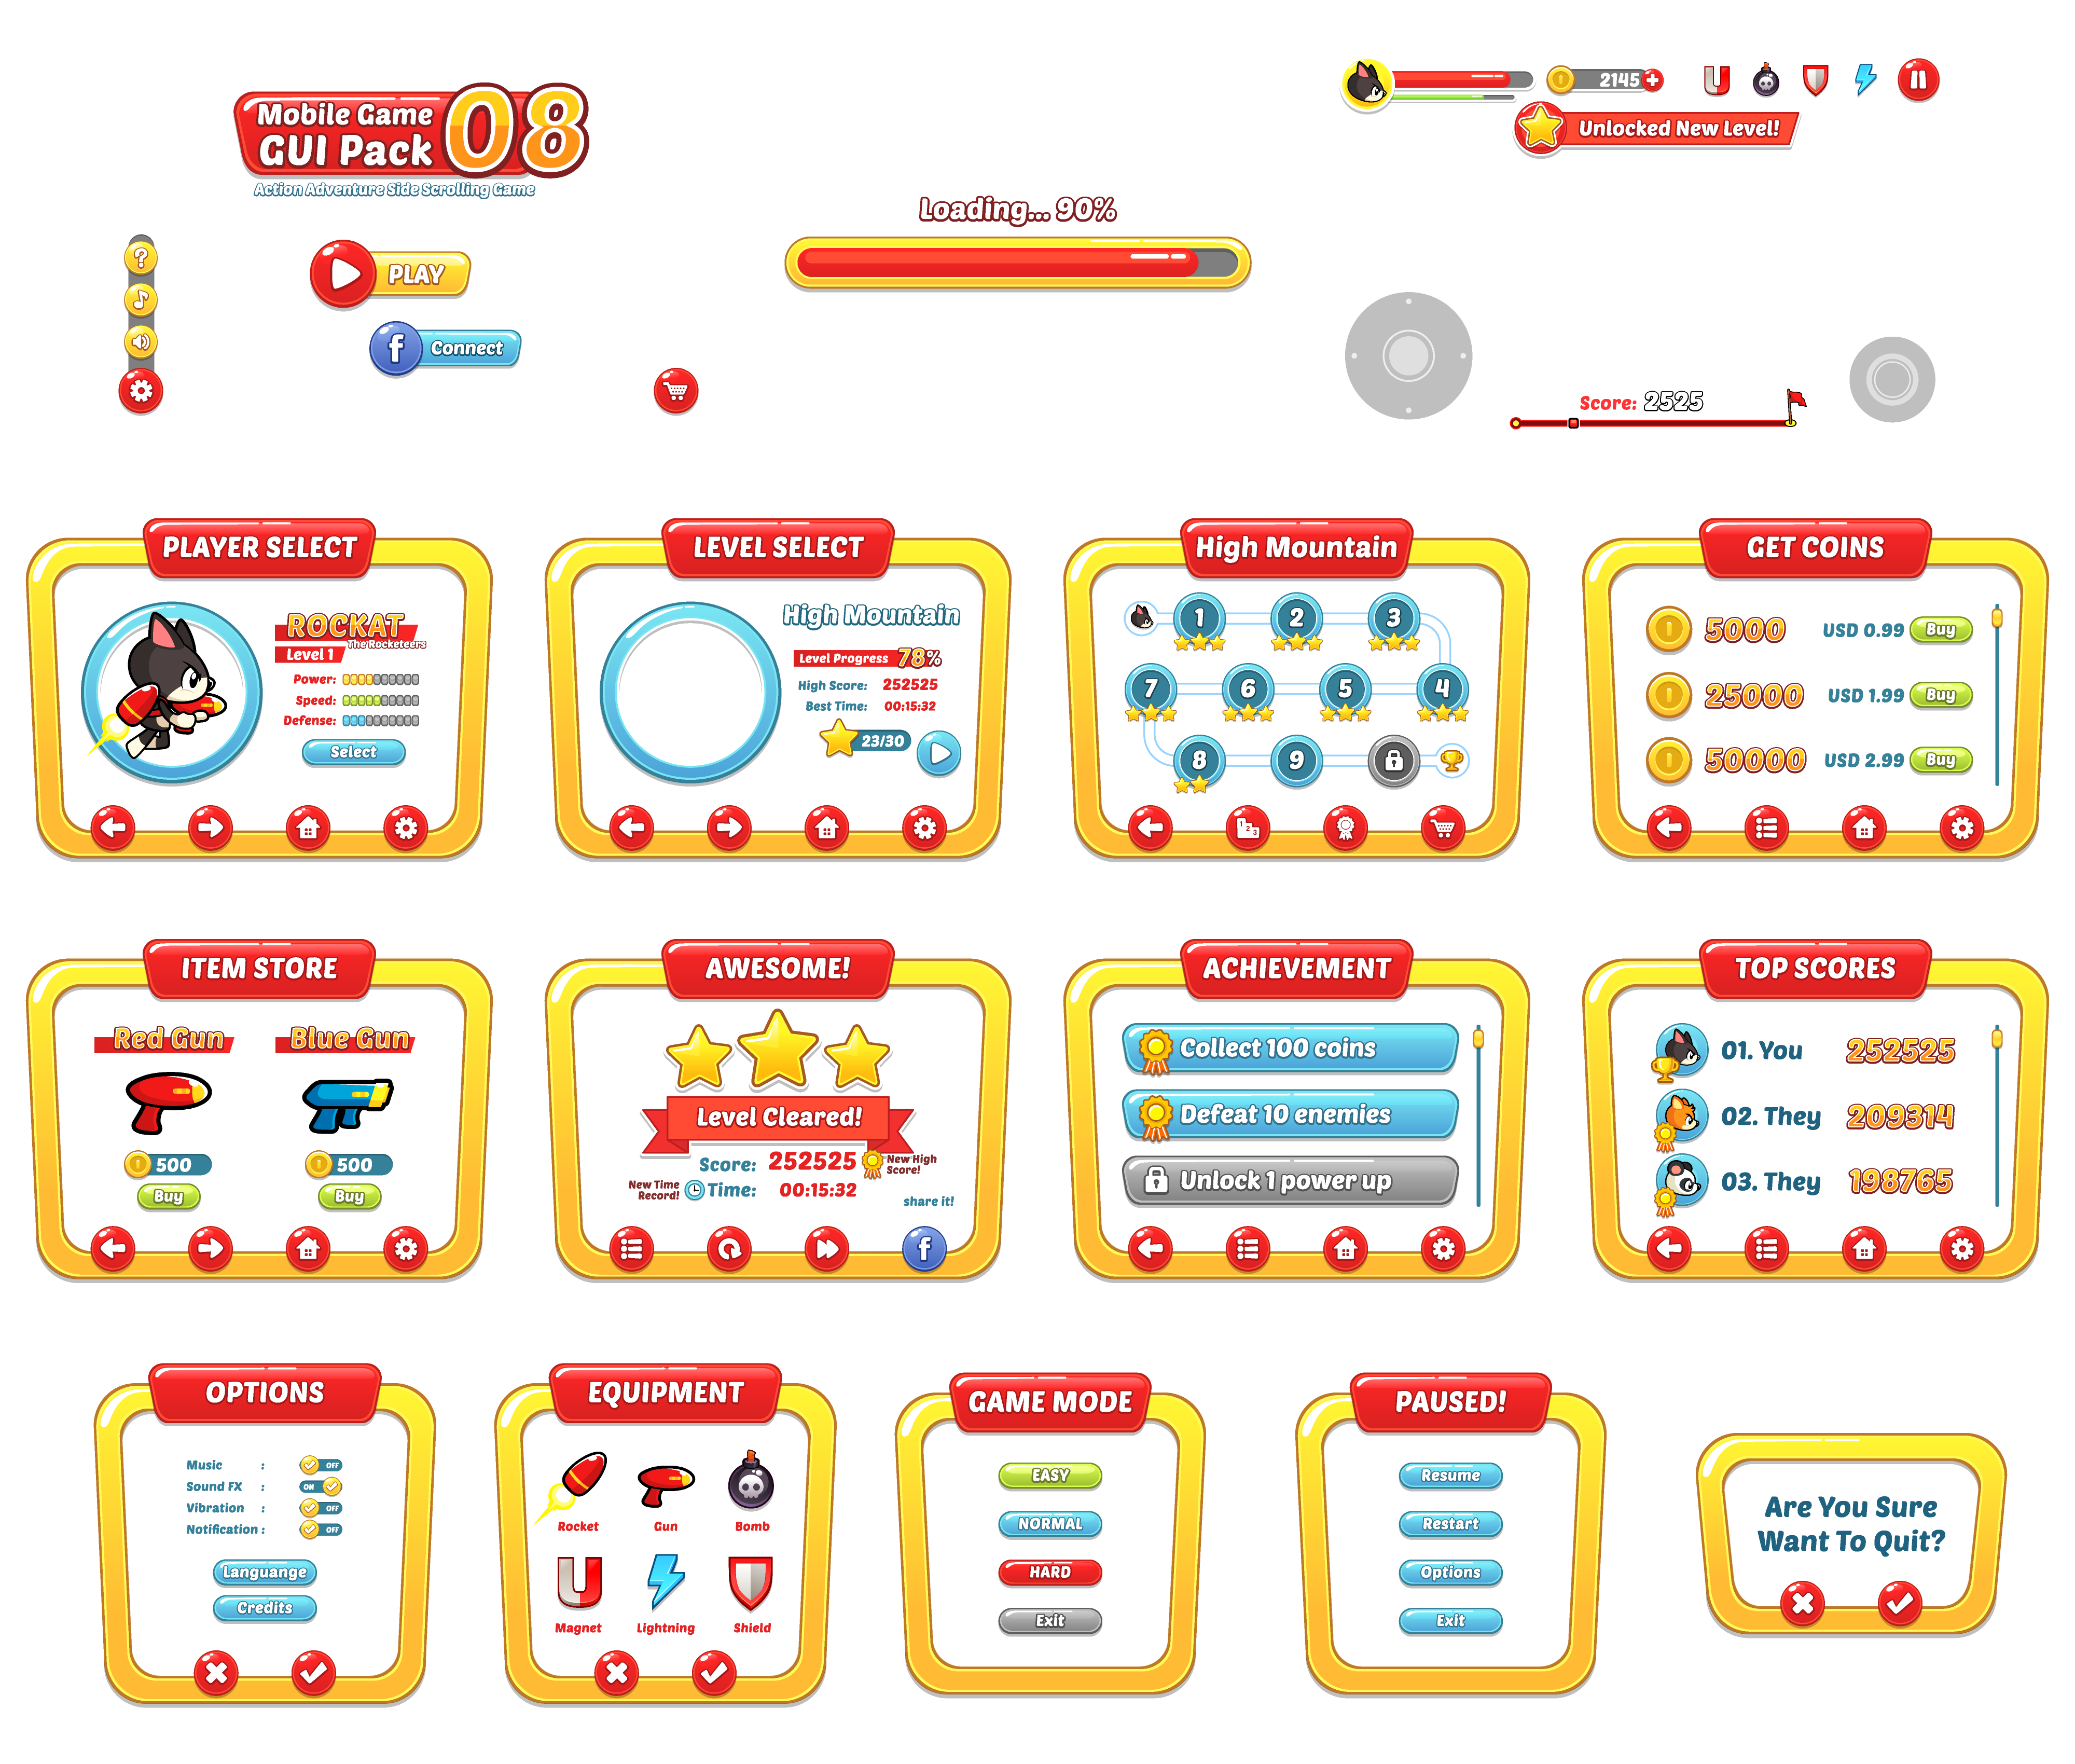 Mobile Game
GUI Pack
08
Action Adventure Side Scrolling Game
2145
Unlocked New Level!
Loading... 90%
PLAY
Connect
Score: 2525
PLAYER SELECT
ROCKAT
The Rocketeers
Level 1
Power:
Speed:
Defense:
Select
LEVEL SELECT
High Mountain
Level Progress 78%
High Score: 252525
Best Time: 00:15:32
23/30
High Mountain
1 2 3
7 6 5 4
8 9
1 2 3
GET COINS
5000 USD 0.99 Buy
25000 USD 1.99 Buy
50000 USD 2.99 Buy
ITEM STORE
Red Gun Blue Gun
500 500
Buy Buy
AWESOME!
Level Cleared!
Score: 252525 New High
Score!
New Time
Record! Time: 00:15:32
share it!
ACHIEVEMENT
Collect 100 coins
Defeat 10 enemies
Unlock 1 power up
TOP SCORES
01. You 252525
02. They 209314
03. They 198765
OPTIONS
Music : OFF
Sound FX : ON
Vibration : OFF
Notification : OFF
Languange
Credits
EQUIPMENT
Rocket Gun Bomb
Magnet Lightning Shield
GAME MODE
EASY
NORMAL
HARD
Exit
PAUSED!
Resume
Restart
Options
Exit
Are You Sure
Want To Quit?